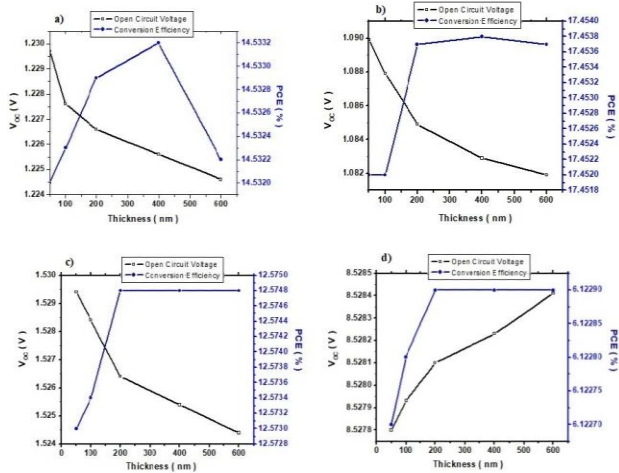 a)
Open Circuit Voltage
Conversion Efficiency
1.230
1.229
1.228
1.227
1.226
1.225
1.224
V_OC ( V )
14.5332
14.5330
14.5328
14.5326
14.5324
14.5322
14.5320
PCE ( % )
100 200 300 400 500 600
Thickness ( nm )
b)
Open Circuit Voltage
Conversion Efficiency
1.090
1.088
1.086
1.084
1.082
V_OC ( V )
17.4540
17.4538
17.4536
17.4534
17.4532
17.4530
17.4528
17.4526
17.4524
17.4522
17.4520
17.4518
PCE ( % )
100 200 300 400 500 600
Thickness ( nm )
c)
Open Circuit Voltage
Conversion Efficiency
1.530
1.529
1.528
1.527
1.526
1.525
1.524
V_OC ( V )
12.5750
12.5748
12.5746
12.5744
12.5742
12.5740
12.5738
12.5736
12.5734
12.5732
12.5730
12.5728
PCE ( % )
0 100 200 300 400 500 600
Thickness ( nm )
d)
Open Circuit Voltage
Conversion Efficiency
8.5285
8.5284
8.5283
8.5282
8.5281
8.5280
8.5279
8.5278
V_OC ( V )
6.12290
6.12285
6.12280
6.12275
6.12270
PCE ( % )
0 100 200 300 400 500 600
Thickness ( nm )